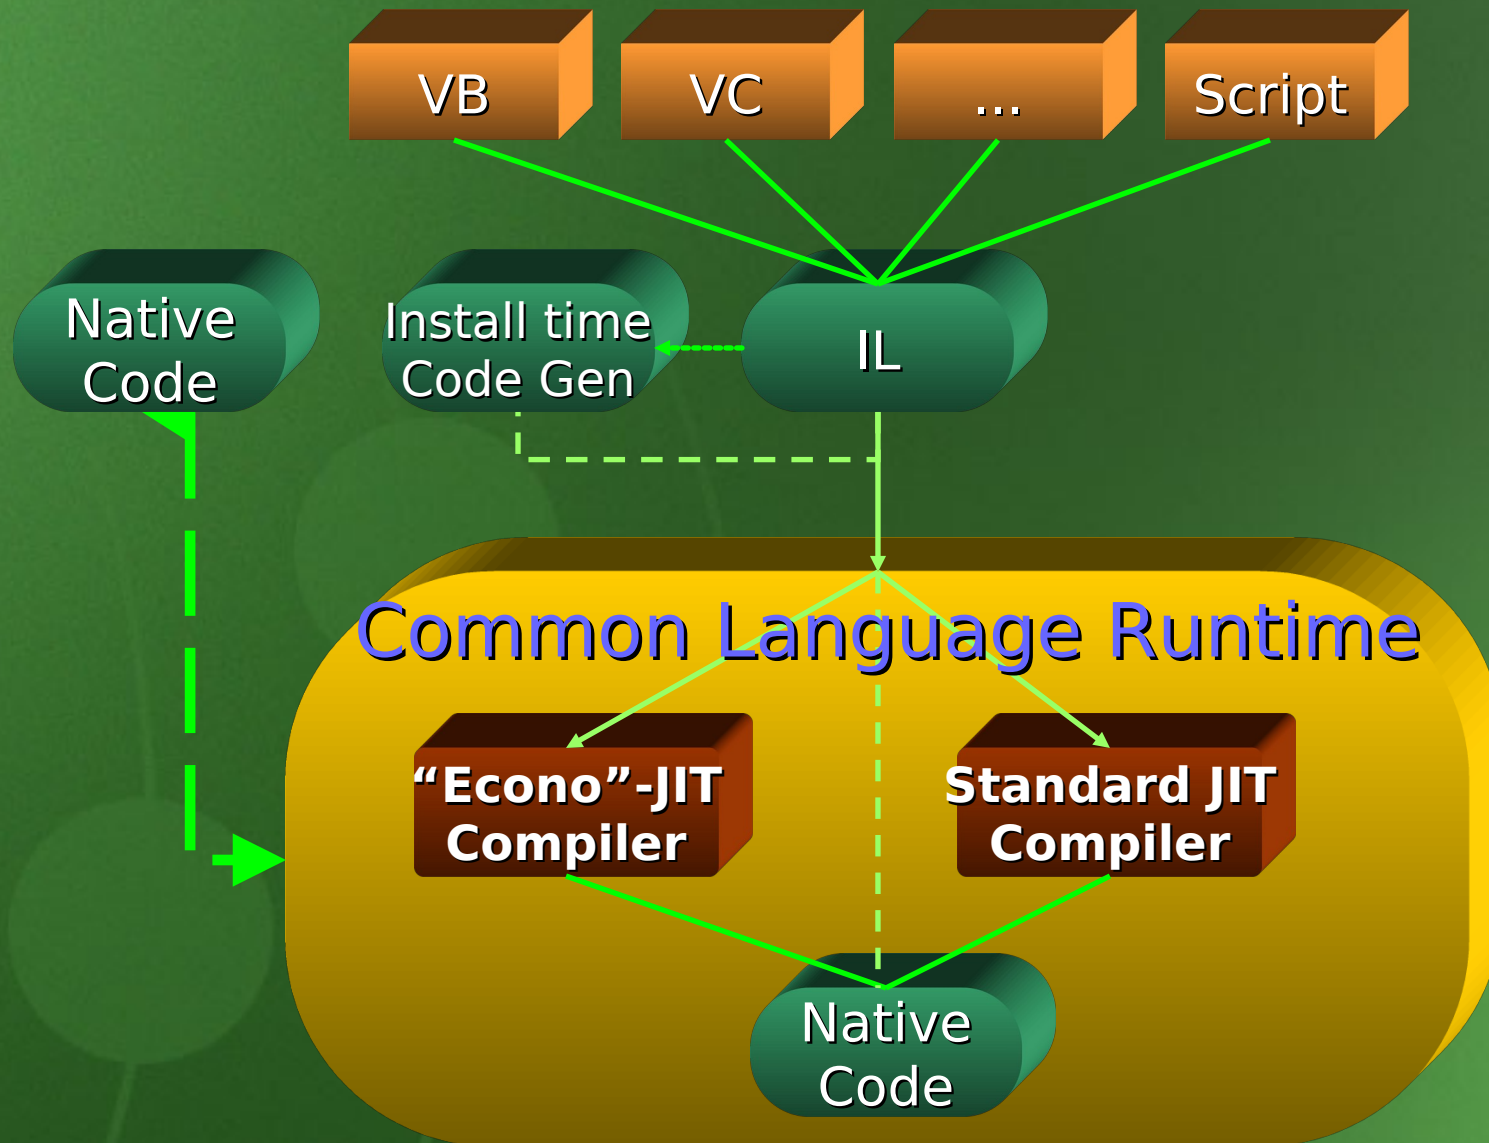 VB
VC
...
Script
Native
Code
Install time
Code Gen
IL
Common Language Runtime
“Econo”-JIT
Compiler
Standard JIT
Compiler
Native
Code